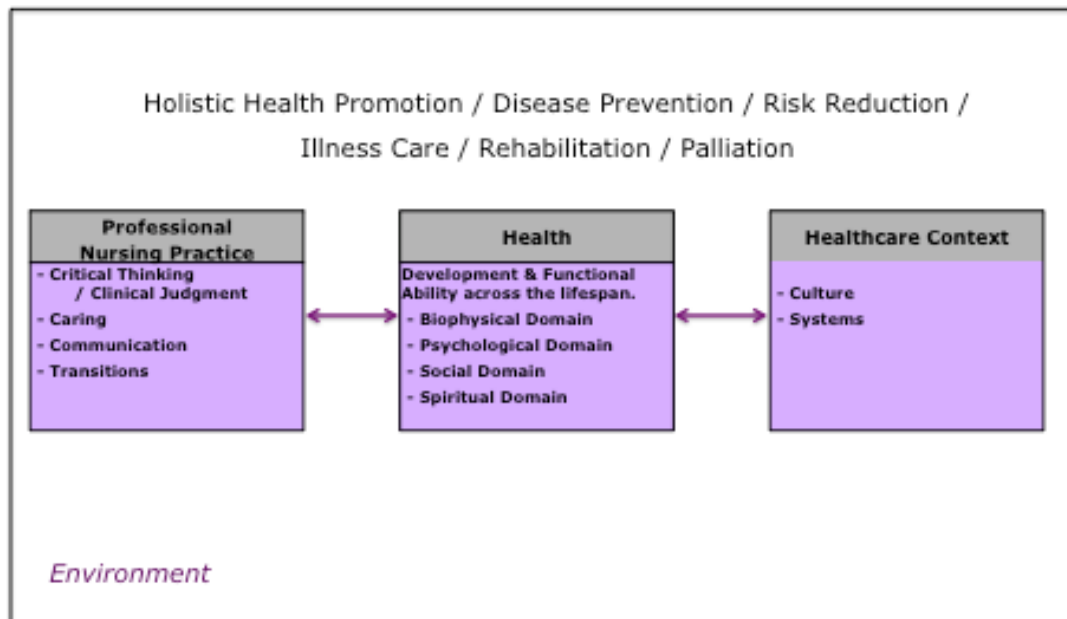 Holistic Health Promotion / Disease Prevention / Risk Reduction /
Illness Care / Rehabilitation / Palliation
Professional
Nursing Practice
- Critical Thinking
/ Clinical Judgment
- Caring
- Communication
- Transitions
Health
Development & Functional
Ability across the lifespan.
- Biophysical Domain
- Psychological Domain
- Social Domain
- Spiritual Domain
Healthcare Context
- Culture
- Systems
Environment